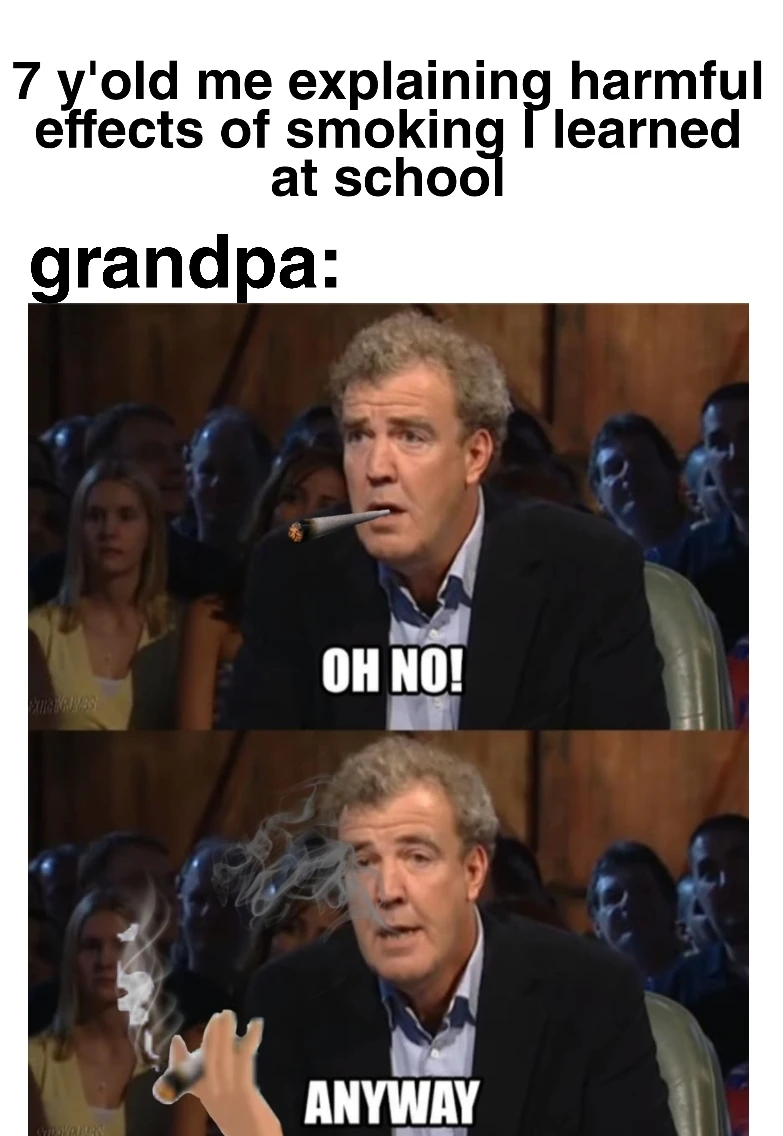 7 y'old me explaining harmful
effects of smoking I learned
at school
grandpa:
OH NO!
ANYWAY